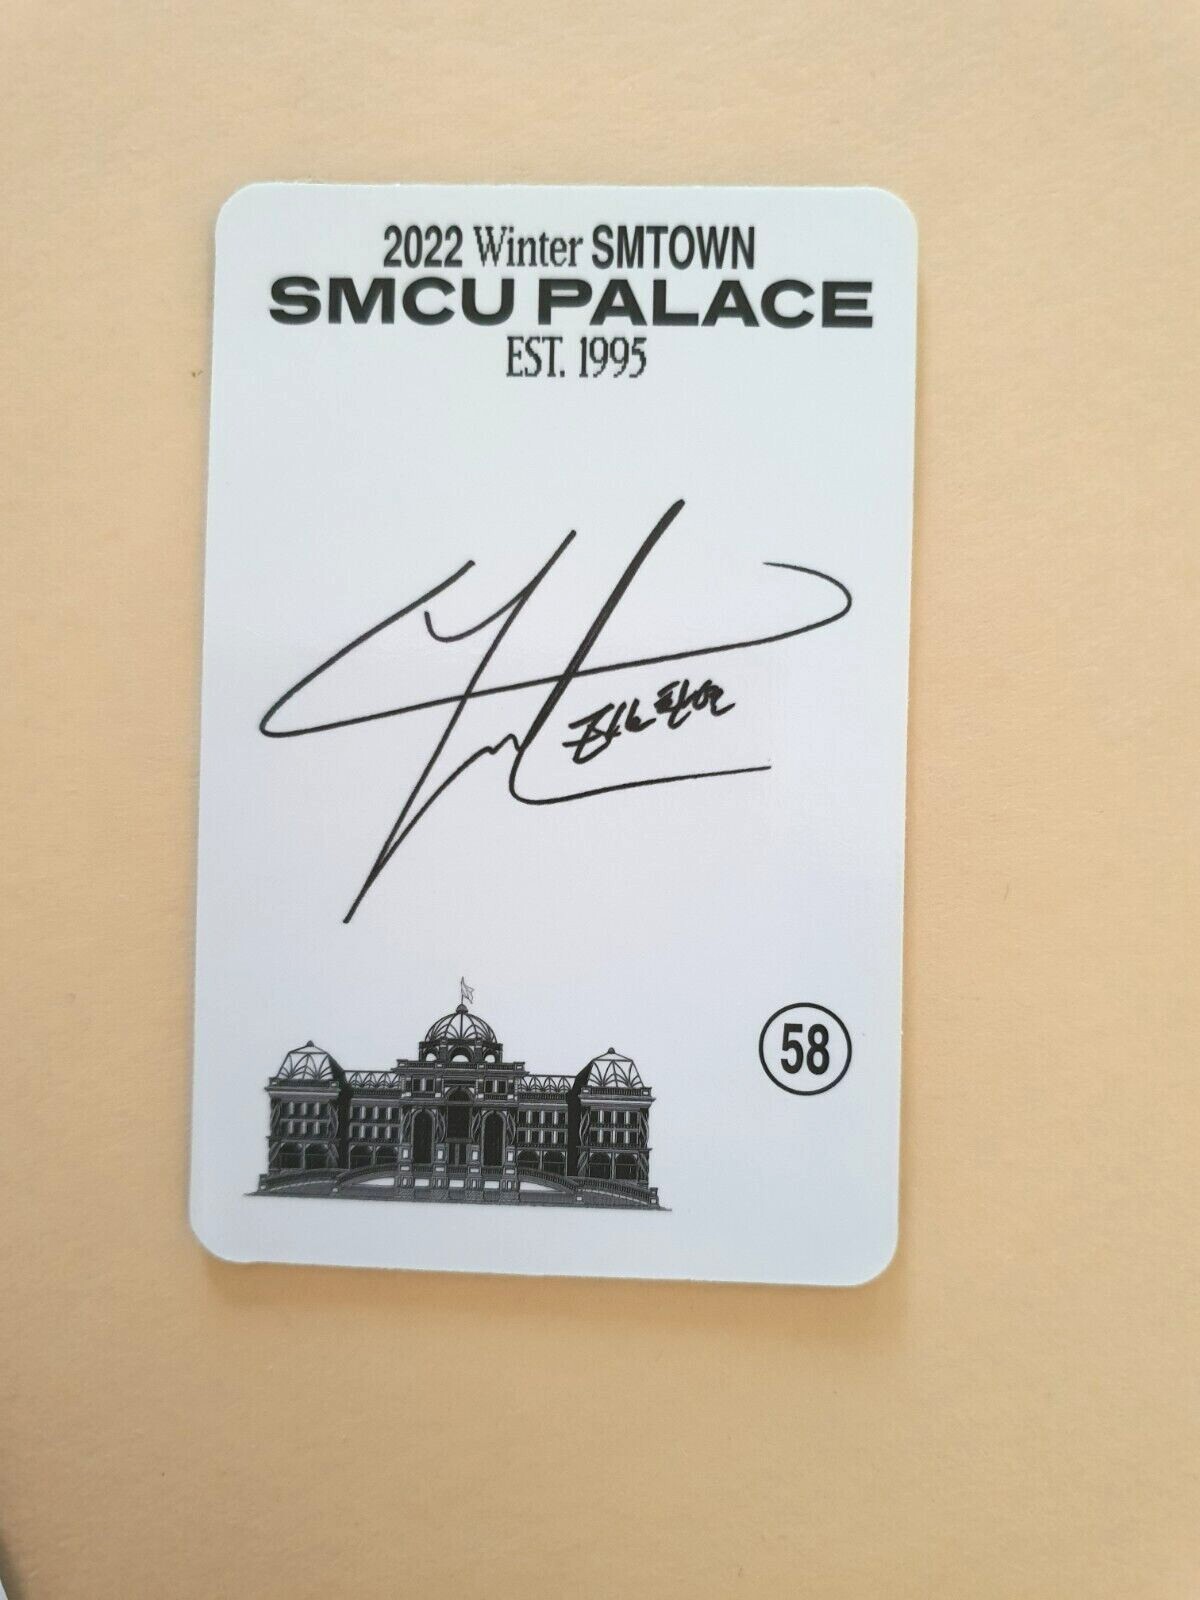 2022 Winter SMTOWN
SMCU PALACE
EST. 1995
58